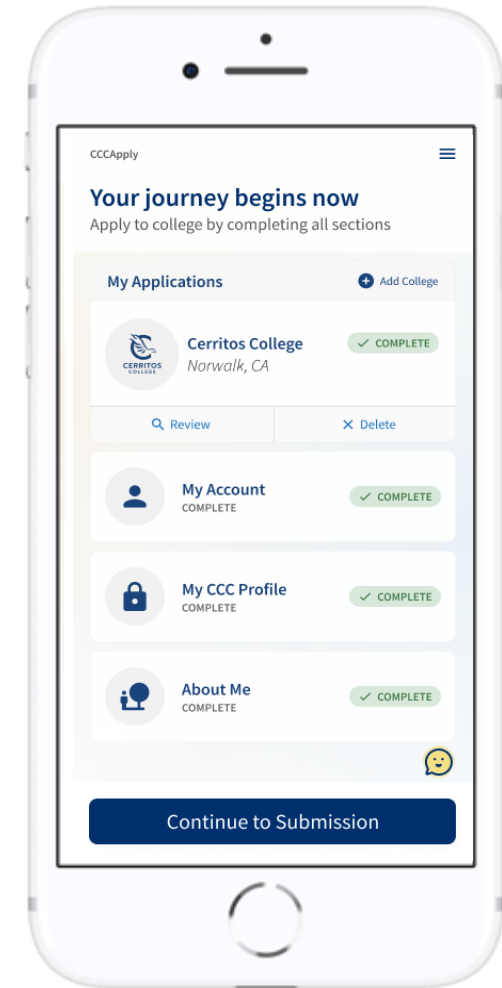 CCCApply
Your journey begins now
Apply to college by completing all sections
My Applications
Add College
CERRITOS
COLLEGE
Cerritos College
Norwalk, CA
COMPLETE
Review
Delete
My Account
COMPLETE
COMPLETE
My CCC Profile
COMPLETE
COMPLETE
About Me
COMPLETE
COMPLETE
Continue to Submission